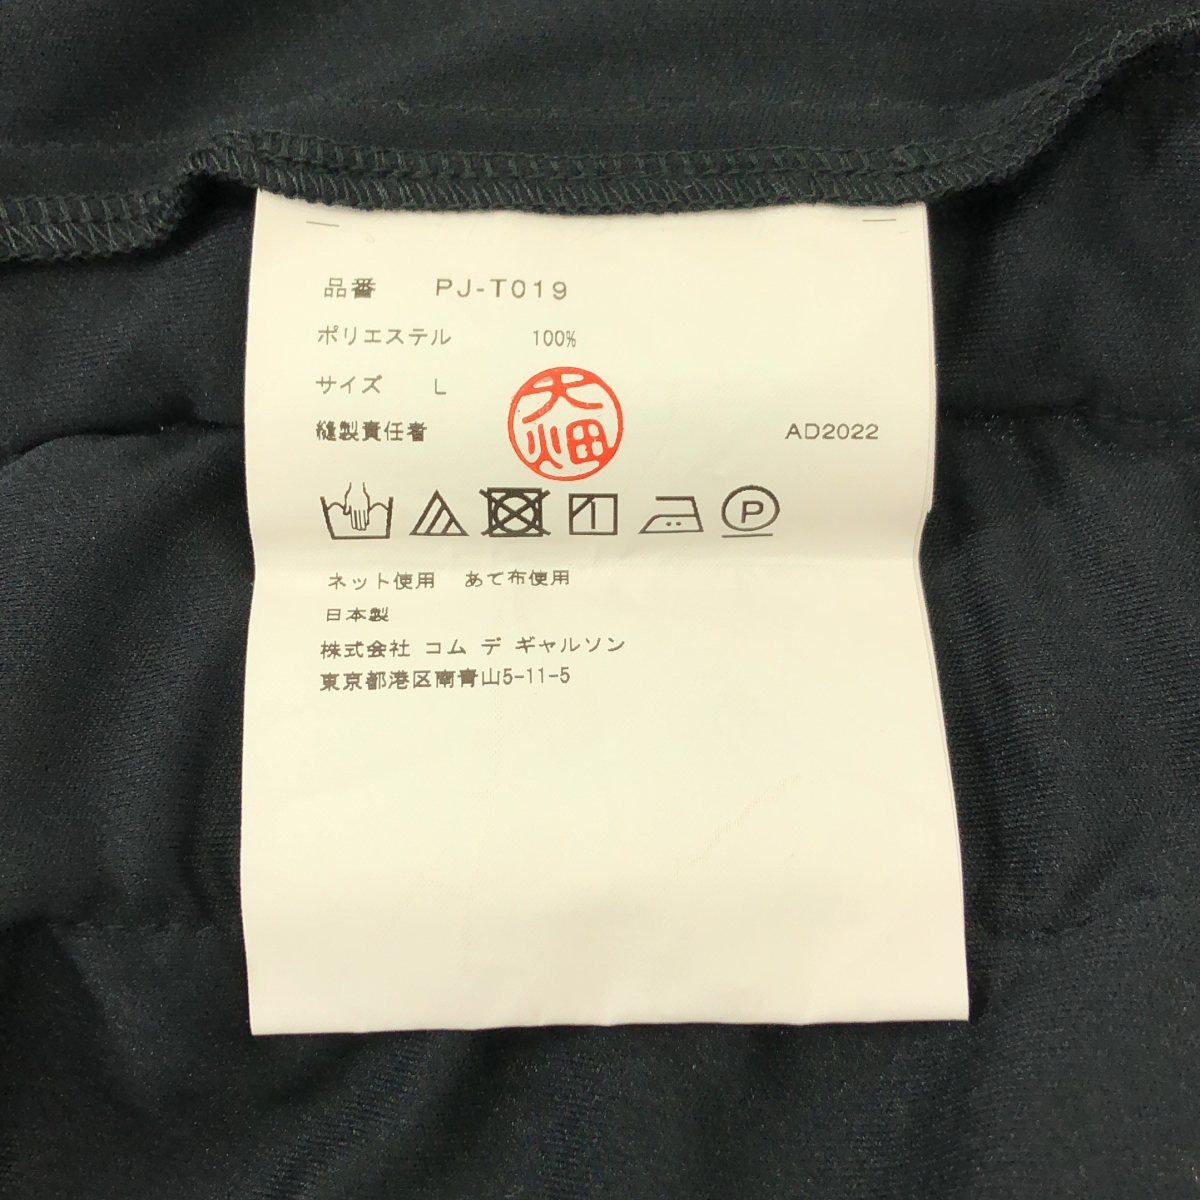 品番 PJ-T019
ポリエステル 100%
サイズ L
縫製責任者 大畑 AD2022
P
ネット使用 あて布使用
日本製
株式会社 コム デ ギャルソン
東京都港区南青山5-11-5